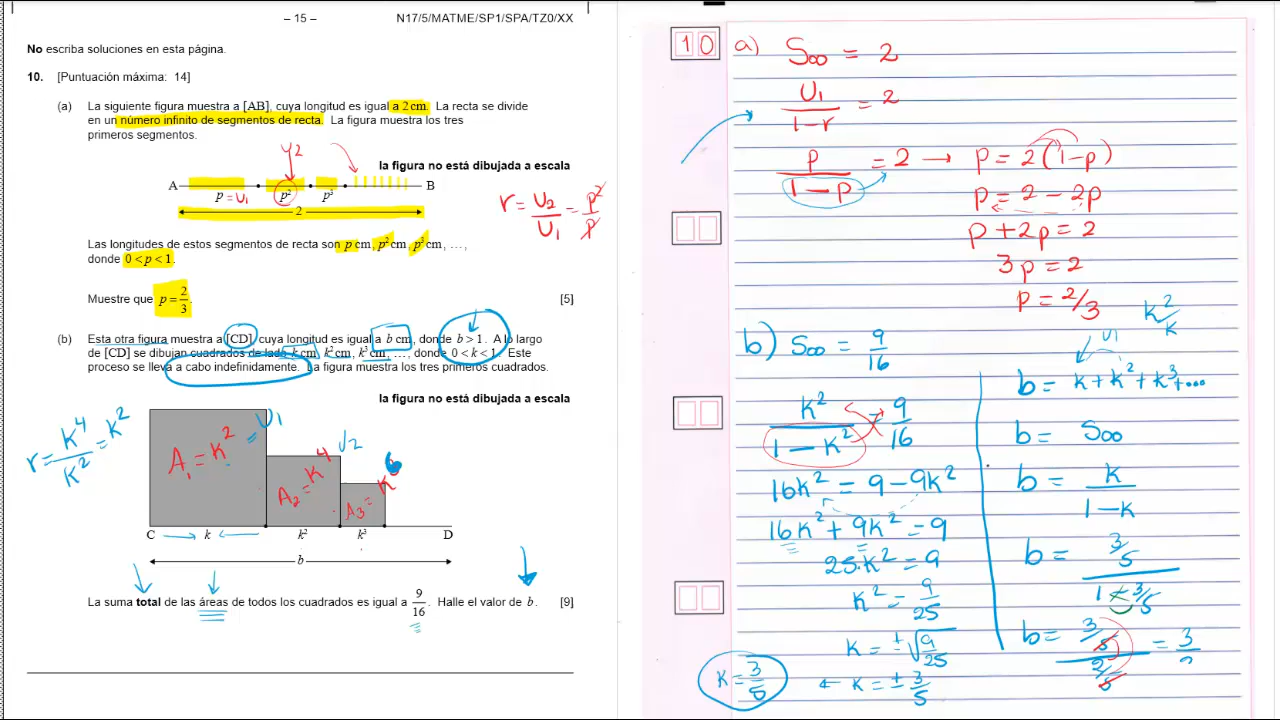 – 15 –
N17/5/MATME/SP1/SPA/TZ0/XX
No escriba soluciones en esta página.
10. [Puntuación máxima: 14]
(a) La siguiente figura muestra a [AB], cuya longitud es igual a 2 cm. La recta se divide
en un número infinito de segmentos de recta. La figura muestra los tres
primeros segmentos.
la figura no está dibujada a escala
A B
p = U1 p² p³
2
r = U2/U1 = p²/p
Las longitudes de estos segmentos de recta son p cm, p² cm, p³ cm, …,
donde 0 < p < 1.
Muestre que p = 2/3. [5]
(b) Esta otra figura muestra a [CD], cuya longitud es igual a b cm, donde b > 1. A lo largo
de [CD] se dibujan cuadrados de lado k cm, k² cm, k³ cm, …, donde 0 < k < 1. Este
proceso se lleva a cabo indefinidamente. La figura muestra los tres primeros cuadrados.
la figura no está dibujada a escala
r = K⁴/K² = K²
A1 = K² = U1
A2 = K⁴
A3 = K
C k k² k³ D
b
La suma total de las áreas de todos los cuadrados es igual a 9/16. Halle el valor de b. [9]
10 a) S∞ = 2
U1/1-r = 2
p/1-p = 2 → p = 2(1-p)
p = 2 - 2p
p + 2p = 2
3p = 2
p = 2/3
b) S∞ = 9/16
K²/1-K² = 9/16
16K² = 9 - 9K²
16K² + 9K² = 9
25·K² = 9
K² = 9/25
K = ±√9/25
K = 3/5 ← K = ± 3/5
K²/K
U1
b = K + K² + K³ + ...
b = S∞
b = K/1-K
b = 3/5 / 1 - 3/5
b = 3/5 / 2/5 = 3